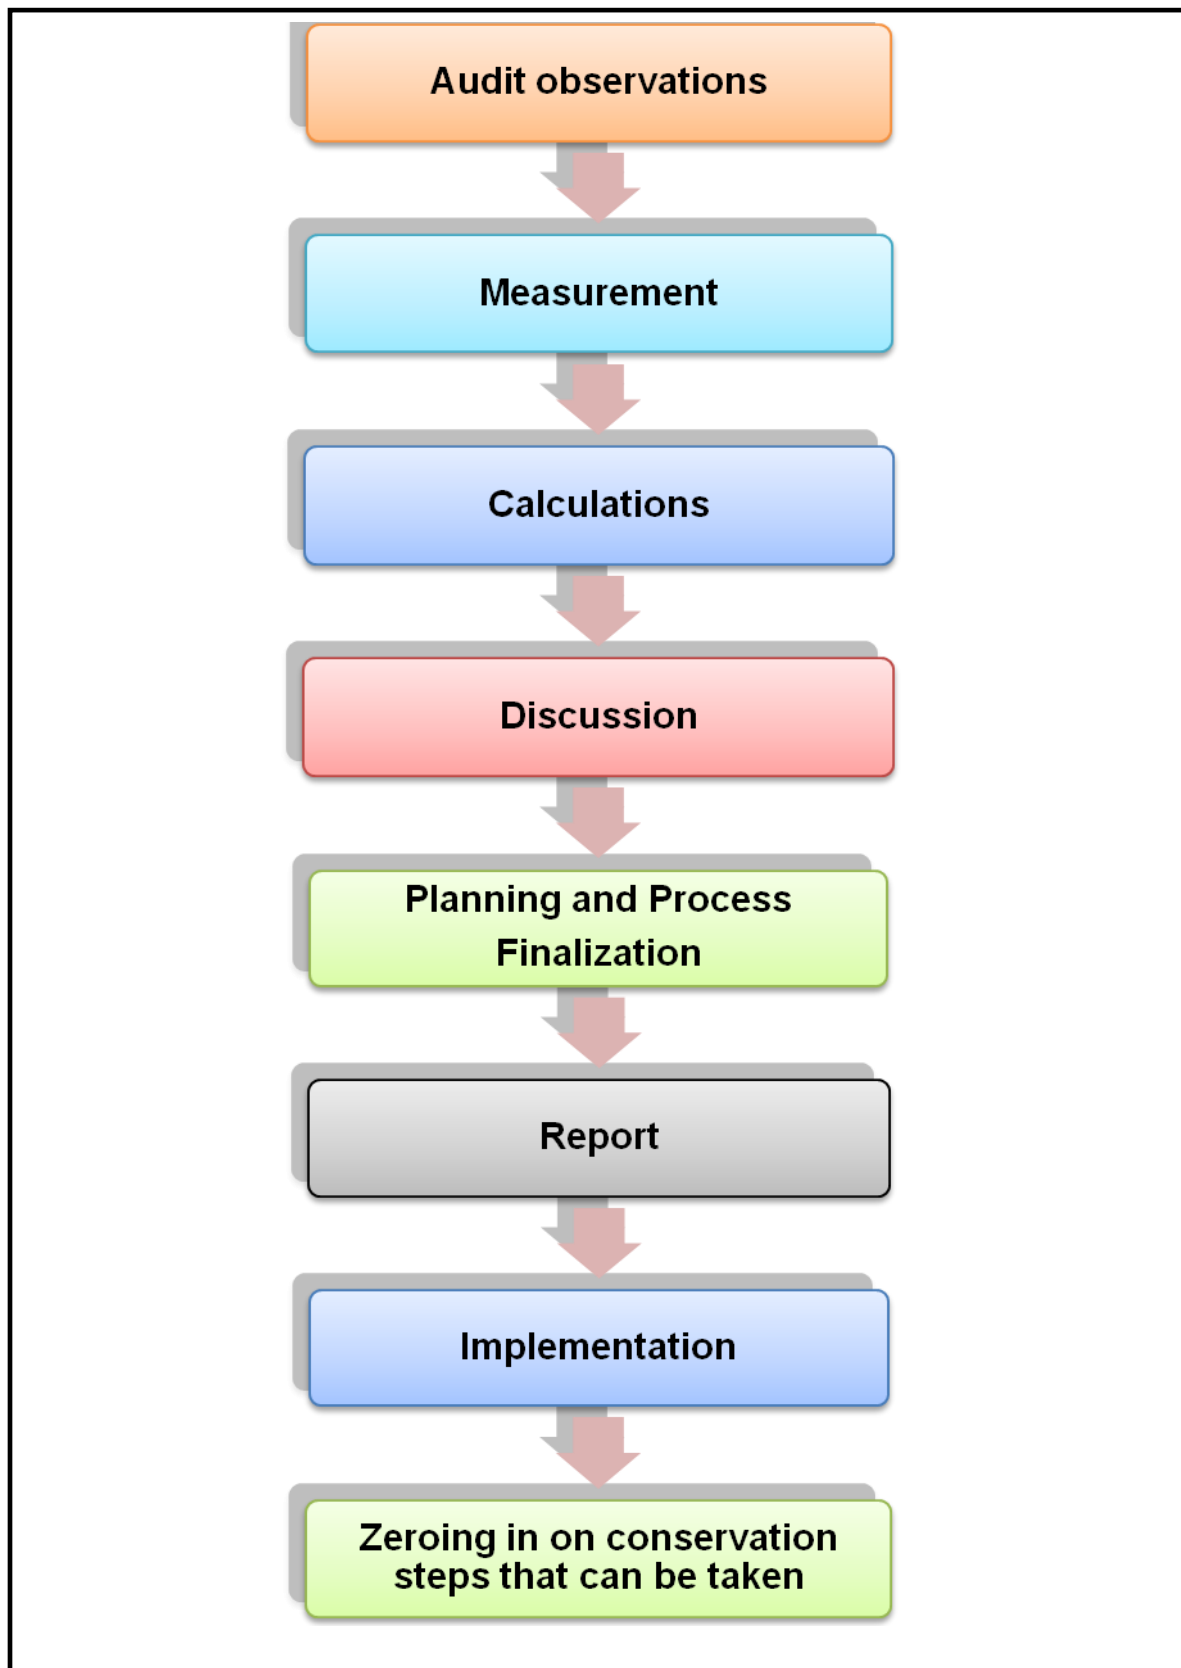 Audit observations
Measurement
Calculations
Discussion
Planning and Process
Finalization
Report
Implementation
Zeroing in on conservation
steps that can be taken